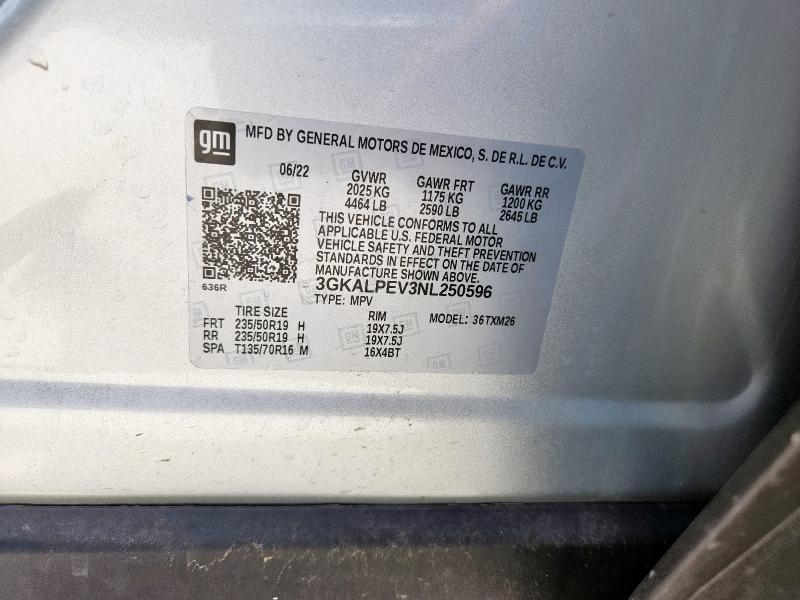 gm MFD BY GENERAL MOTORS DE MEXICO, S. DE R.L. DE C.V.
06/22 GVWR GAWR FRT GAWR RR
2025 KG 1175 KG 1200 KG
4464 LB 2590 LB 2645 LB
THIS VEHICLE CONFORMS TO ALL
APPLICABLE U.S. FEDERAL MOTOR
VEHICLE SAFETY AND THEFT PREVENTION
STANDARDS IN EFFECT ON THE DATE OF
MANUFACTURE SHOWN ABOVE.
636R 3GKALPEV3NL250596
TYPE: MPV
TIRE SIZE RIM MODEL: 36TXM26
FRT 235/50R19 H 19X7.5J
RR 235/50R19 H 19X7.5J
SPA T135/70R16 M 16X4BT